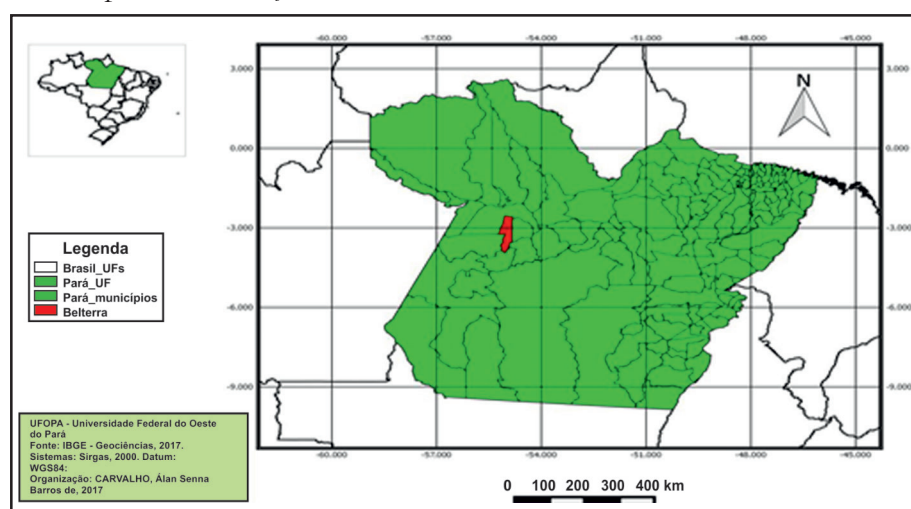 -60.000 -57.000 -54.000 -51.000 -48.000 -45.000
3.000 3.000
N
0.000 0.000
-3.000 -3.000
Legenda
Brasil_UFs
Pará_UF
Pará_municípios
Belterra
-6.000 -6.000
-9.000 -9.000
UFOPA - Universidade Federal do Oeste
do Pará
Fonte: IBGE - Geociências, 2017.
Sistemas: Sirgas, 2000. Datum:
WGS84:
Organização: CARVALHO, Álan Senna
Barros de, 2017
-60.000 -57.000 -54.000 -51.000 -48.000 -45.000
0 100 200 300 400 km